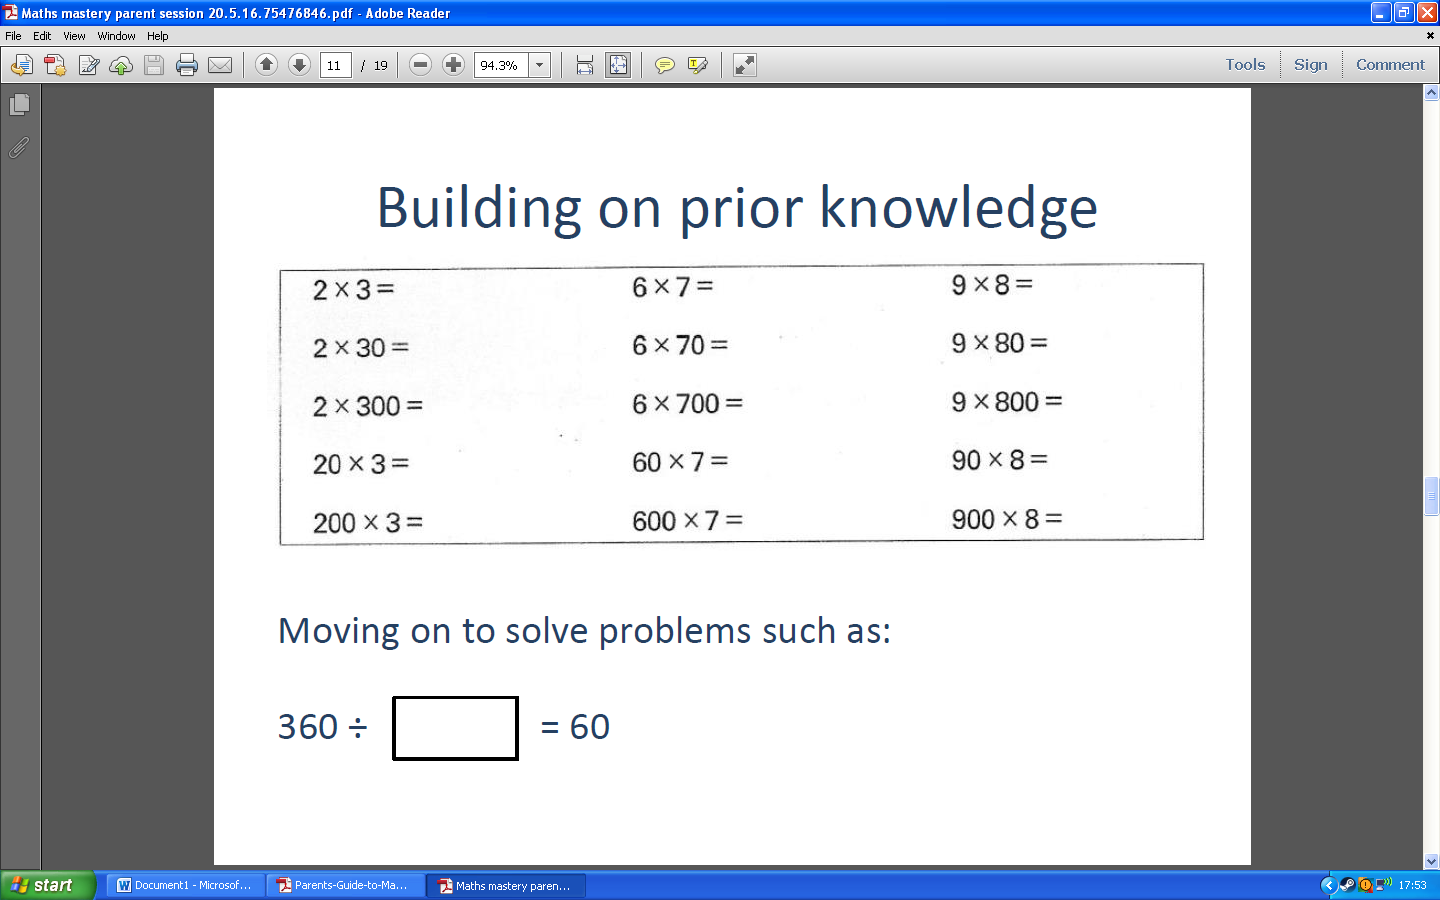 Maths mastery parent session 20.5.16.75476846.pdf - Adobe Reader
File Edit View Window Help
11 / 19 94.3% Tools Sign Comment
Building on prior knowledge
2 × 3 = 6 × 7 = 9 × 8 =
2 × 30 = 6 × 70 = 9 × 80 =
2 × 300 = 6 × 700 = 9 × 800 =
20 × 3 = 60 × 7 = 90 × 8 =
200 × 3 = 600 × 7 = 900 × 8 =
Moving on to solve problems such as:
360 ÷ = 60
start Document1 - Microsof... Parents-Guide-to-Ma... Maths mastery paren... 17:53